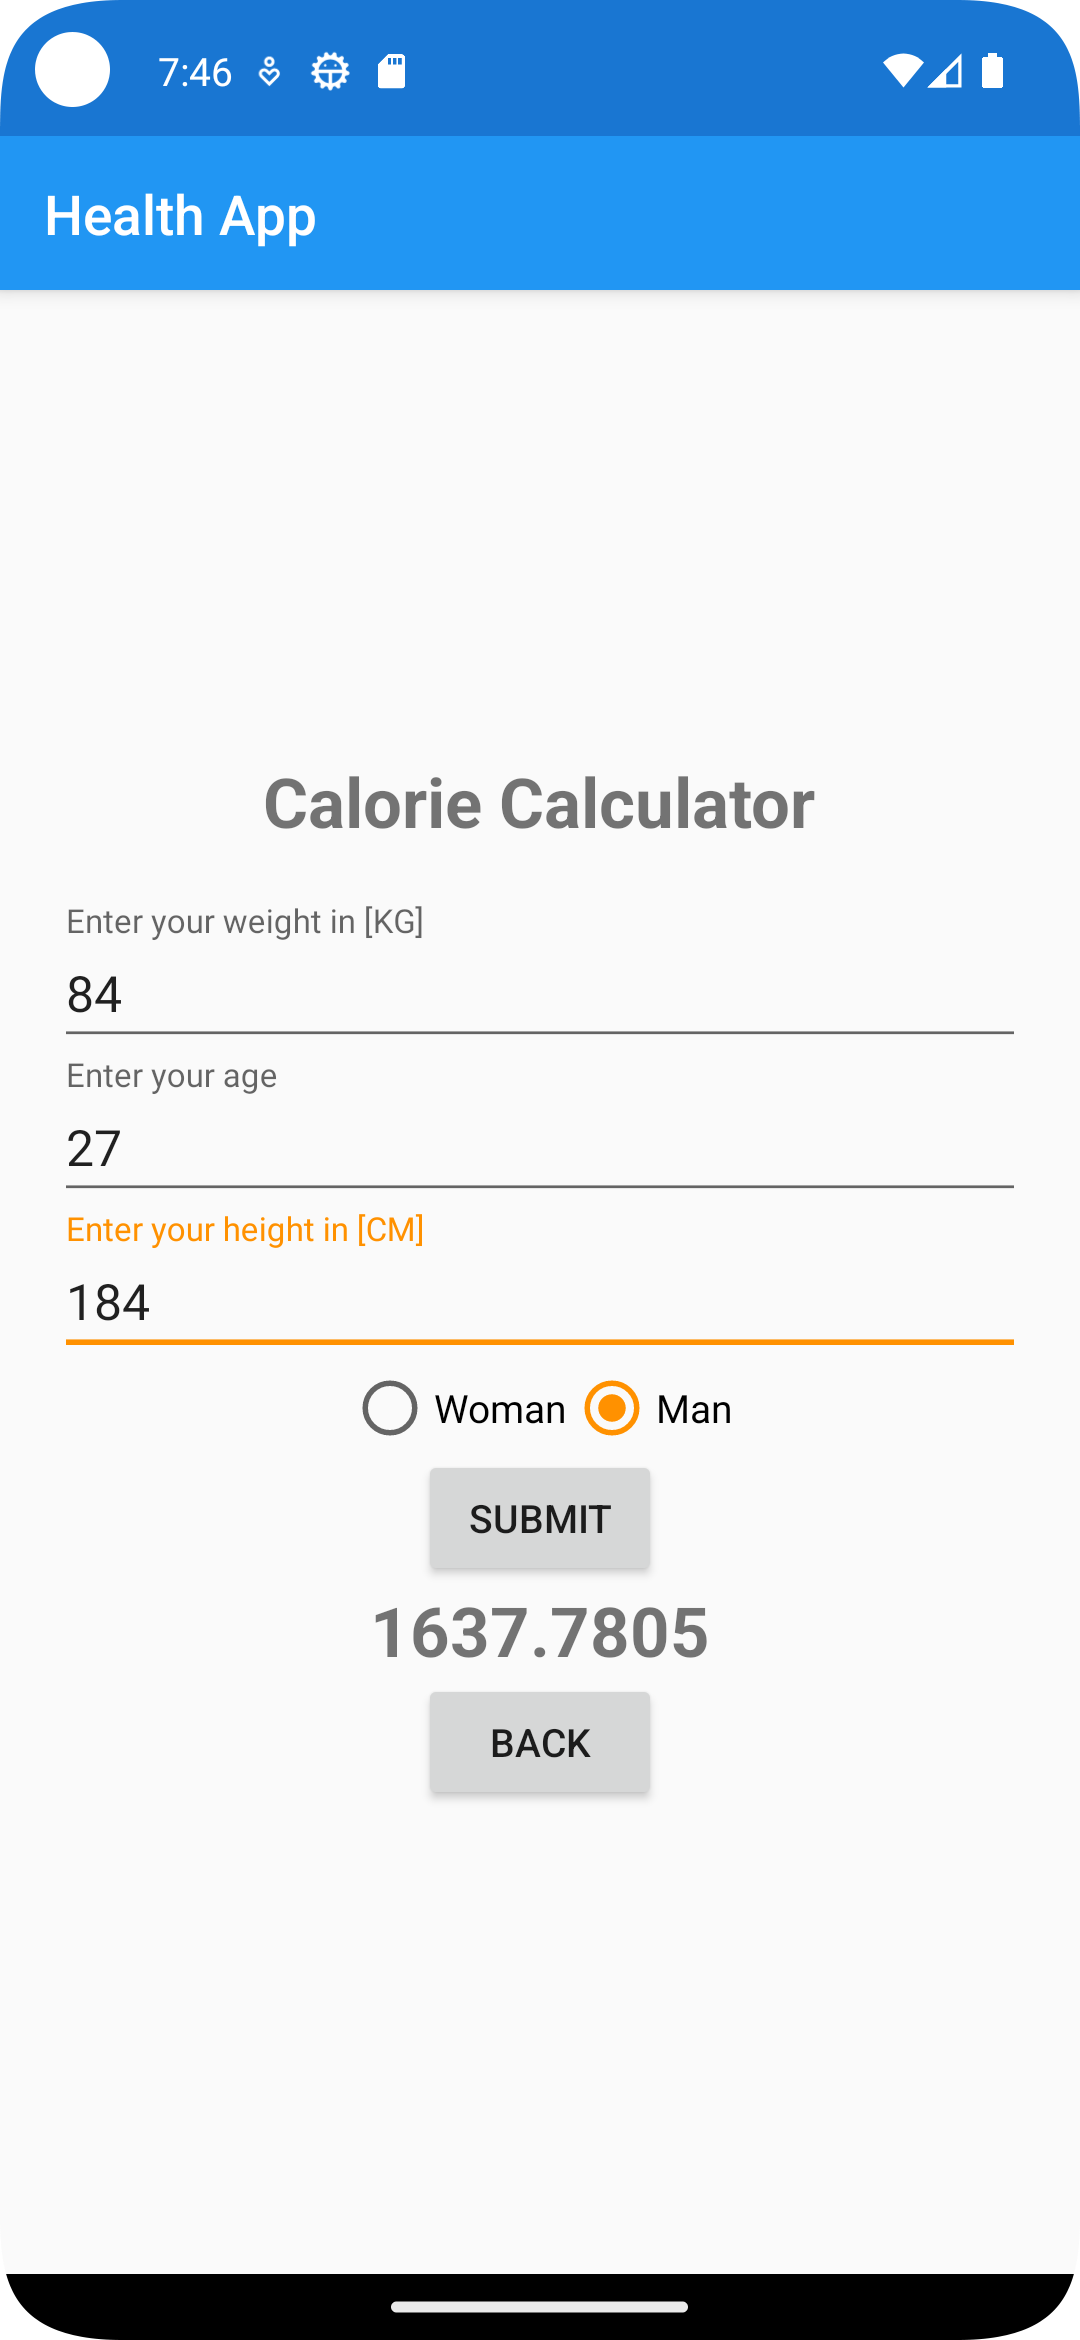 7:46
Health App
Calorie Calculator
Enter your weight in [KG]
84
Enter your age
27
Enter your height in [CM]
184
Woman Man
SUBMIT
1637.7805
BACK